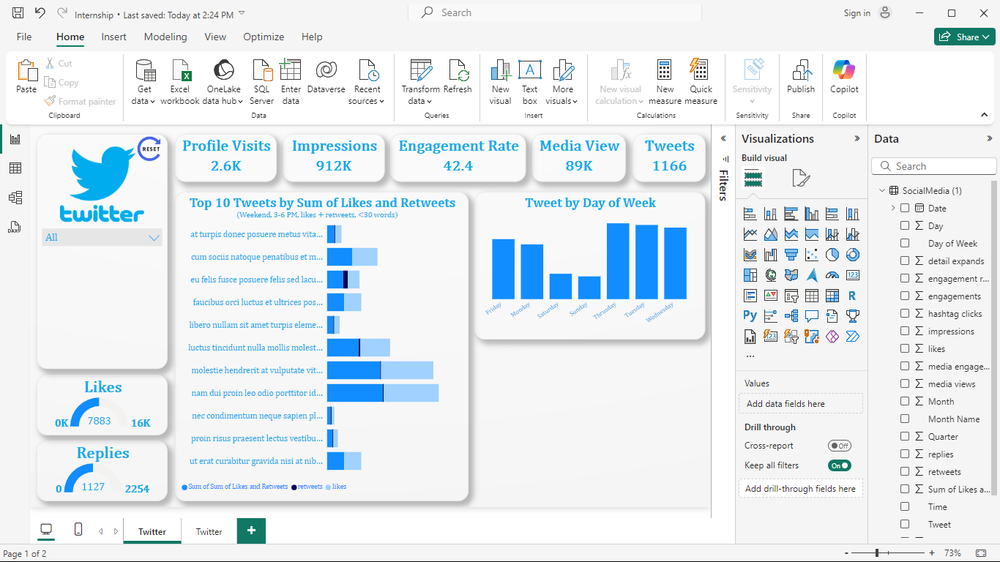 Internship • Last saved: Today at 2:24 PM
Search
Sign in
File
Home
Insert
Modeling
View
Optimize
Help
Share
Paste
Cut
Copy
Format painter
Clipboard
Get data
Excel workbook
OneLake data hub
SQL Server
Enter data
Dataverse
Recent sources
Data
Transform data
Refresh
Queries
New visual
Text box
More visuals
Insert
New visual calculation
New measure
Quick measure
Calculations
Sensitivity
Sensitivity
Publish
Share
Copilot
Copilot
RESET
twitter
All
Profile Visits
2.6K
Impressions
912K
Engagement Rate
42.4
Media View
89K
Tweets
1166
Top 10 Tweets by Sum of Likes and Retweets
(Weekend, 3-6 PM, likes + retweets, <30 words)
at turpis donec posuere metus vita...
cum sociis natoque penatibus et m...
eu felis fusce posuere felis sed lacu...
faucibus orci luctus et ultrices pos...
libero nullam sit amet turpis eleme...
luctus tincidunt nulla mollis molest...
molestie hendrerit at vulputate vit...
nam dui proin leo odio porttitor id...
nec condimentum neque sapien pl...
proin risus praesent lectus vestibu...
ut erat curabitur gravida nisi at nib...
Sum of Sum of Likes and Retweets
retweets
likes
Tweet by Day of Week
Friday
Monday
Saturday
Sunday
Thrusday
Tuesday
Wednesday
Likes
0K
7883
16K
Replies
0
1127
2254
Filters
Visualizations
Build visual
123
R
Py
123
...
Values
Add data fields here
Drill through
Cross-report
Off
Keep all filters
On
Add drill-through fields here
Data
Search
SocialMedia (1)
Date
Day
Day of Week
detail expands
engagement r...
engagements
hashtag clicks
impressions
likes
media engage...
media views
Month
Month Name
Quarter
replies
retweets
Sum of Likes a...
Time
Tweet
Twitter
Twitter
+
Page 1 of 2
- + 73%